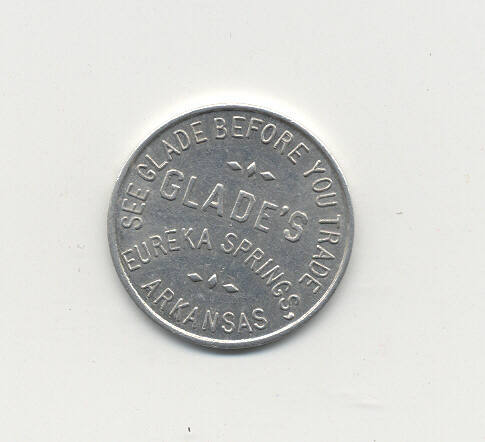 SEE GLADE BEFORE YOU TRADE
GLADE'S
EUREKA SPRINGS,
ARKANSAS